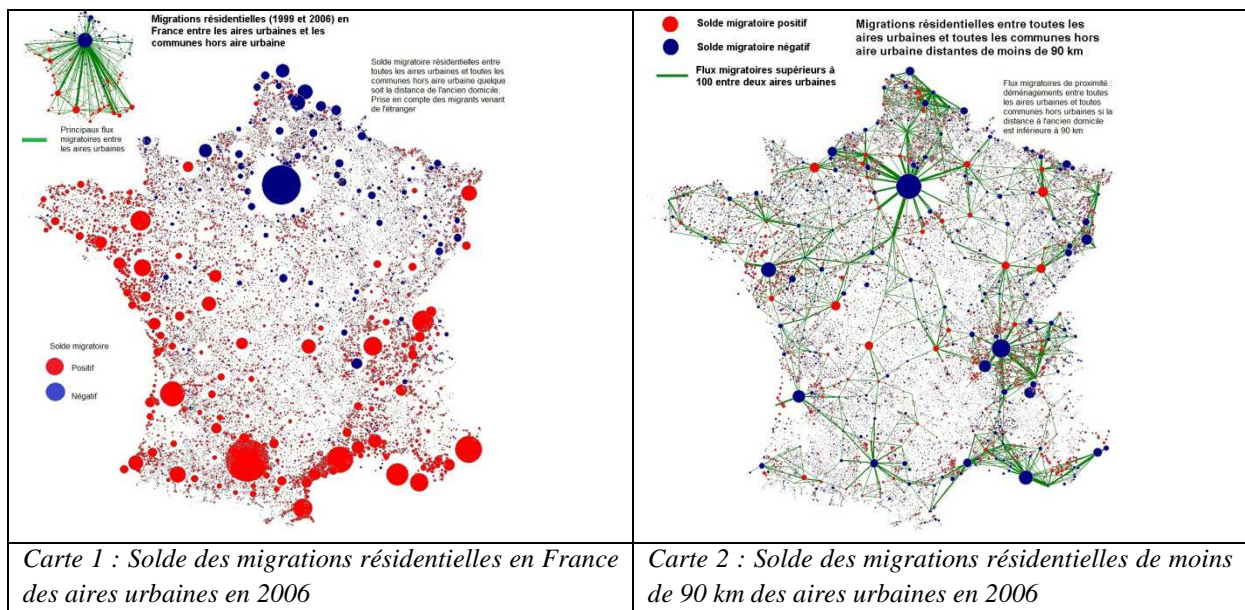 Migrations résidentielles (1999 et 2006) en
France entre les aires urbaines et les
communes hors aire urbaine
Solde migratoire résidentielles entre
toutes les aires urbaines et toutes les
communes hors aire urbaine quelque
soit la distance de l'ancien domicile.
Prise en compte des migrants venant
de l'étranger
Principaux flux
migratoires entre
les aires urbaines
Solde migratoire
Positif
Négatif
Solde migratoire positif
Solde migratoire négatif
Flux migratoires supérieurs à
100 entre deux aires urbaines
Migrations résidentielles entre toutes les
aires urbaines et toutes les communes hors
aire urbaine distantes de moins de 90 km
Flux migratoires de proximité :
déménagements entre toutes
les aires urbaines et toutes
communes hors urbaines si la
distance à l'ancien domicile
est inférieure à 90 km
Carte 1 : Solde des migrations résidentielles en France
des aires urbaines en 2006
Carte 2 : Solde des migrations résidentielles de moins
de 90 km des aires urbaines en 2006